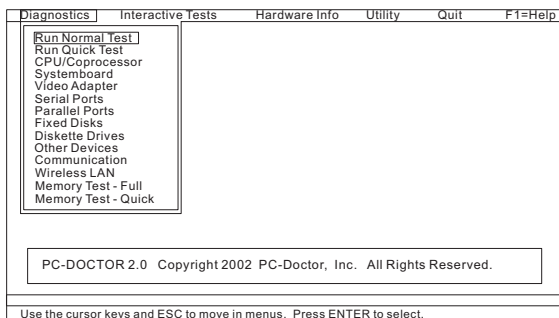 Diagnostics Interactive Tests Hardware Info Utility Quit F1=Help
Run Normal Test
Run Quick Test
CPU/Coprocessor
Systemboard
Video Adapter
Serial Ports
Parallel Ports
Fixed Disks
Diskette Drives
Other Devices
Communication
Wireless LAN
Memory Test - Full
Memory Test - Quick
PC-DOCTOR 2.0 Copyright 2002 PC-Doctor, Inc. All Rights Reserved.
Use the cursor keys and ESC to move in menus. Press ENTER to select.